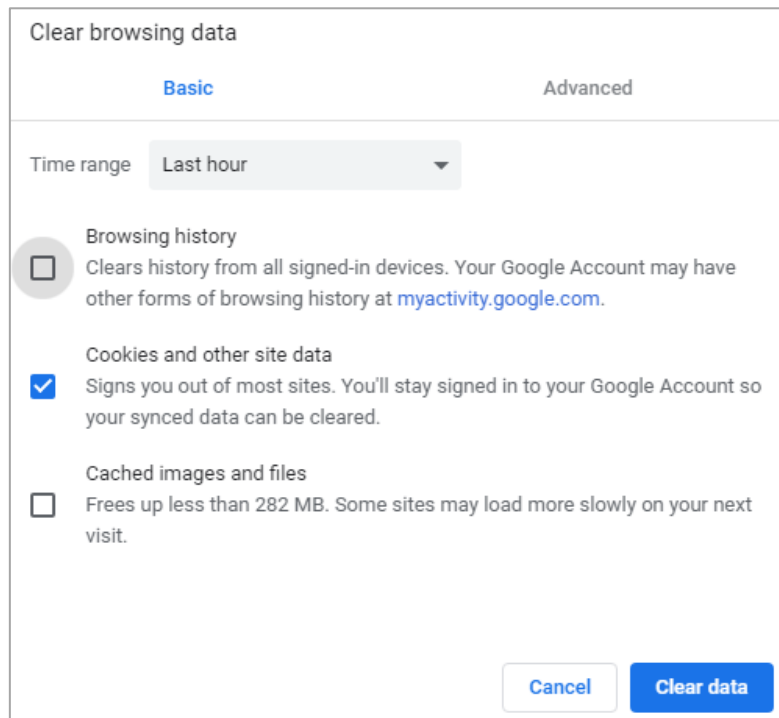 Clear browsing data
Basic Advanced
Time range Last hour
Browsing history
Clears history from all signed-in devices. Your Google Account may have
other forms of browsing history at myactivity.google.com.
Cookies and other site data
Signs you out of most sites. You'll stay signed in to your Google Account so
your synced data can be cleared.
Cached images and files
Frees up less than 282 MB. Some sites may load more slowly on your next
visit.
Cancel Clear data